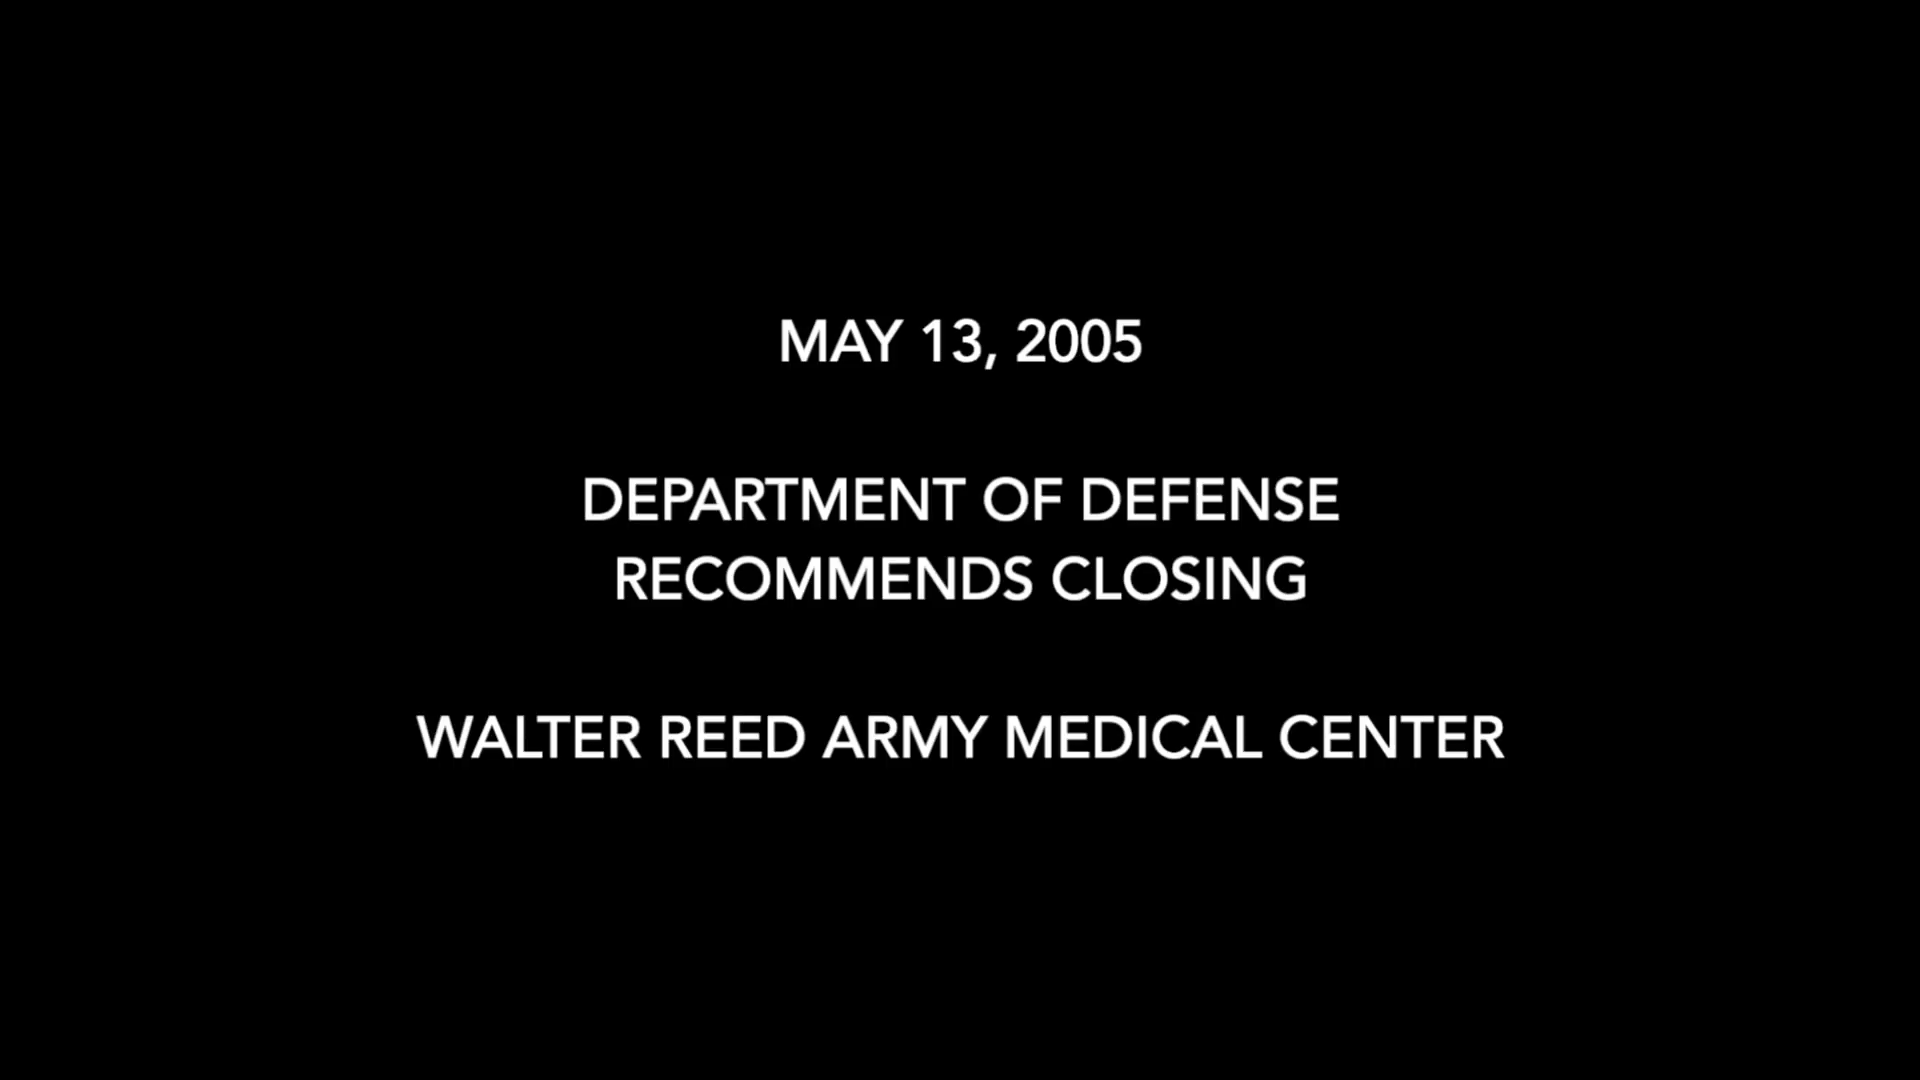 MAY 13, 2005
DEPARTMENT OF DEFENSE
RECOMMENDS CLOSING
WALTER REED ARMY MEDICAL CENTER